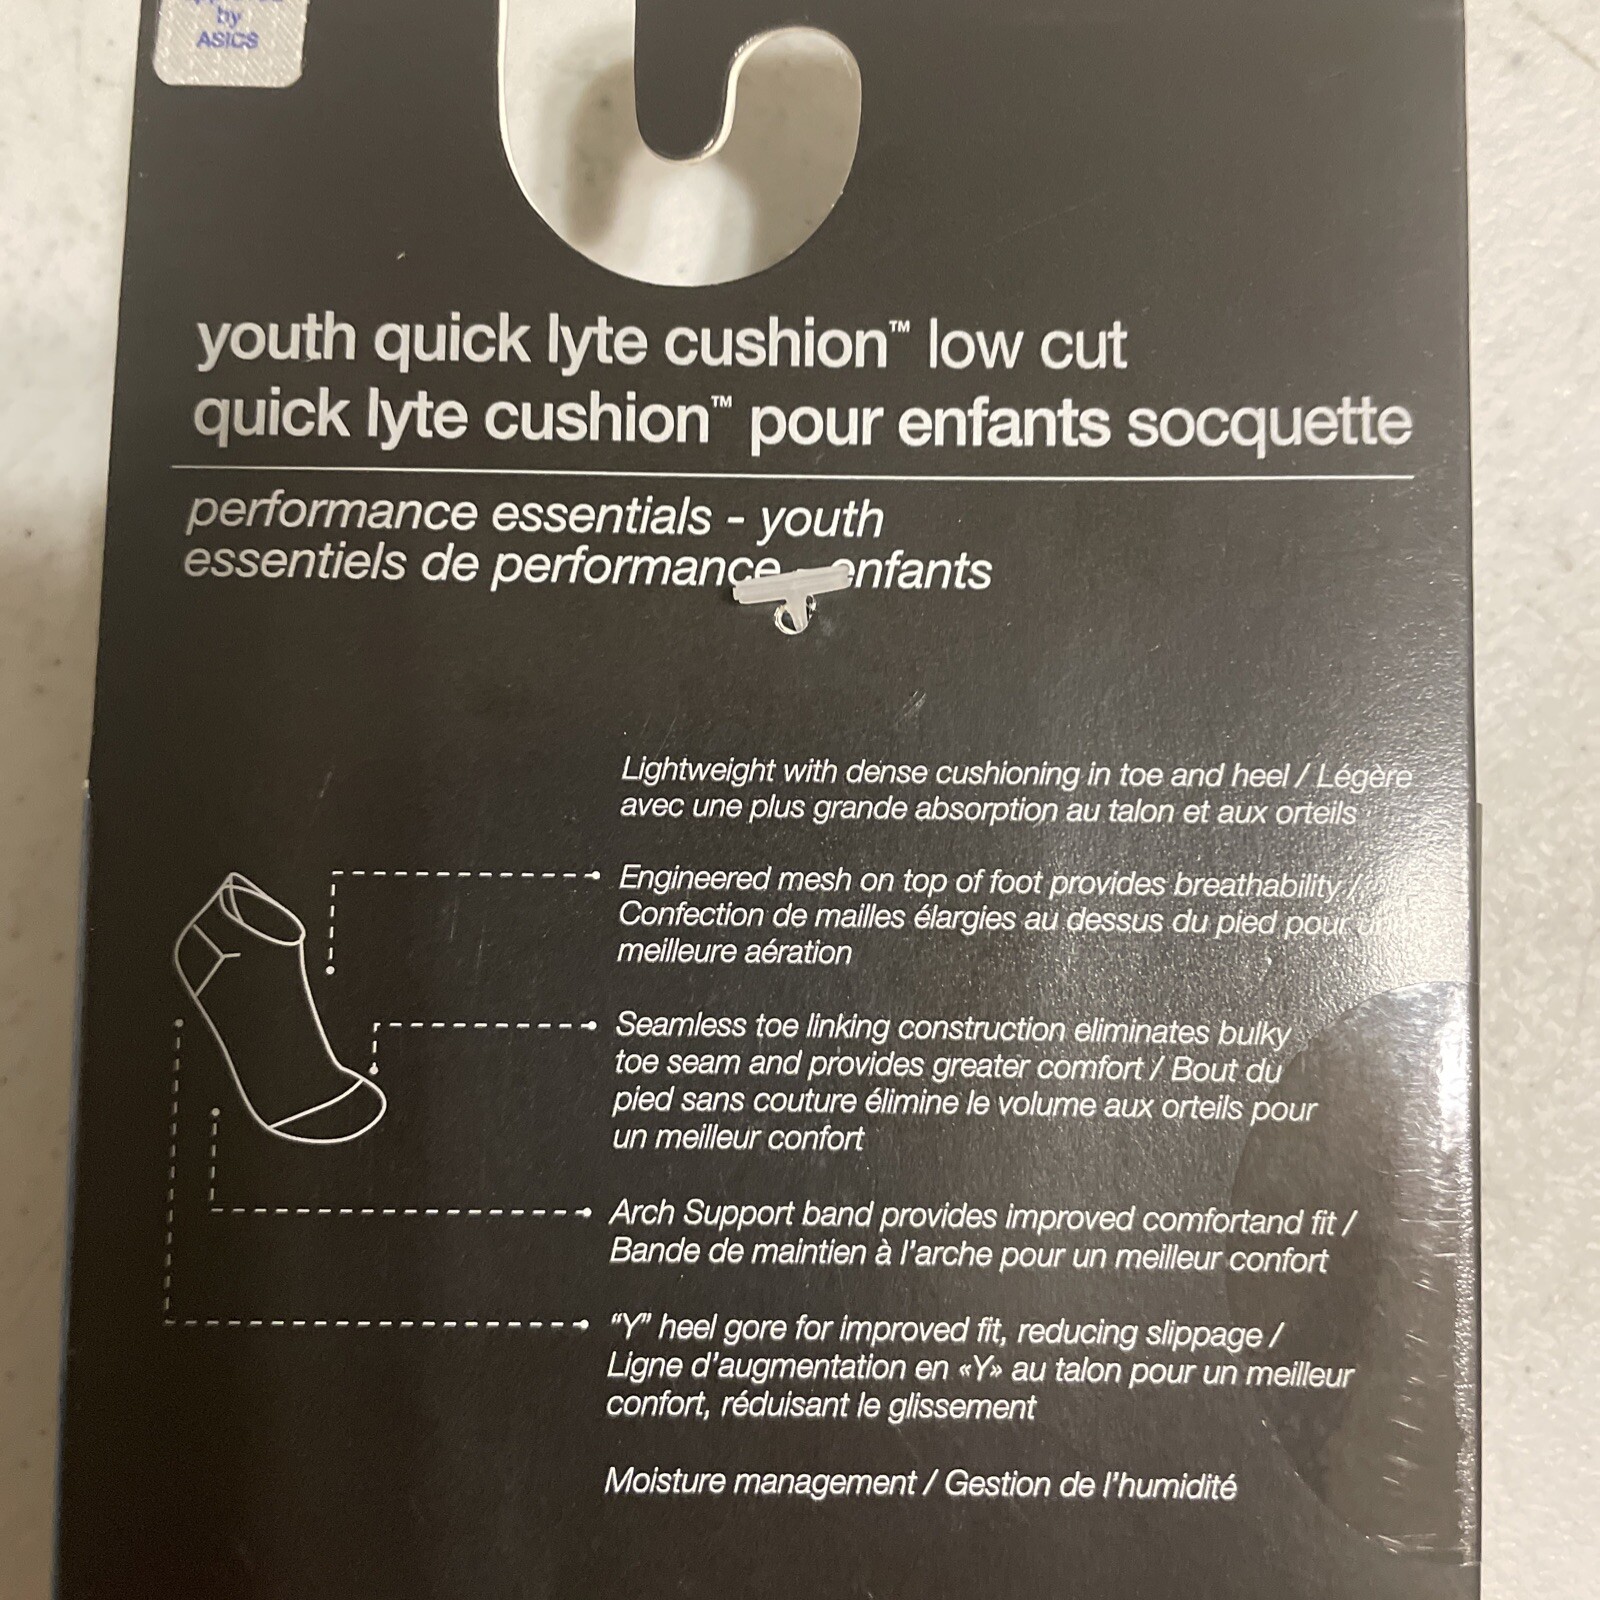 by
ASICS
youth quick lyte cushion™ low cut
quick lyte cushion™ pour enfants socquette
performance essentials - youth
essentiels de performance enfants
Lightweight with dense cushioning in toe and heel / Légère
avec une plus grande absorption au talon et aux orteils
Engineered mesh on top of foot provides breathability /
Confection de mailles élargies au dessus du pied pour une
meilleure aération
Seamless toe linking construction eliminates bulky
toe seam and provides greater comfort / Bout du
pied sans couture élimine le volume aux orteils pour
un meilleur confort
Arch Support band provides improved comfortand fit /
Bande de maintien à l'arche pour un meilleur confort
“Y” heel gore for improved fit, reducing slippage /
Ligne d'augmentation en «Y» au talon pour un meilleur
confort, réduisant le glissement
Moisture management / Gestion de l'humidité